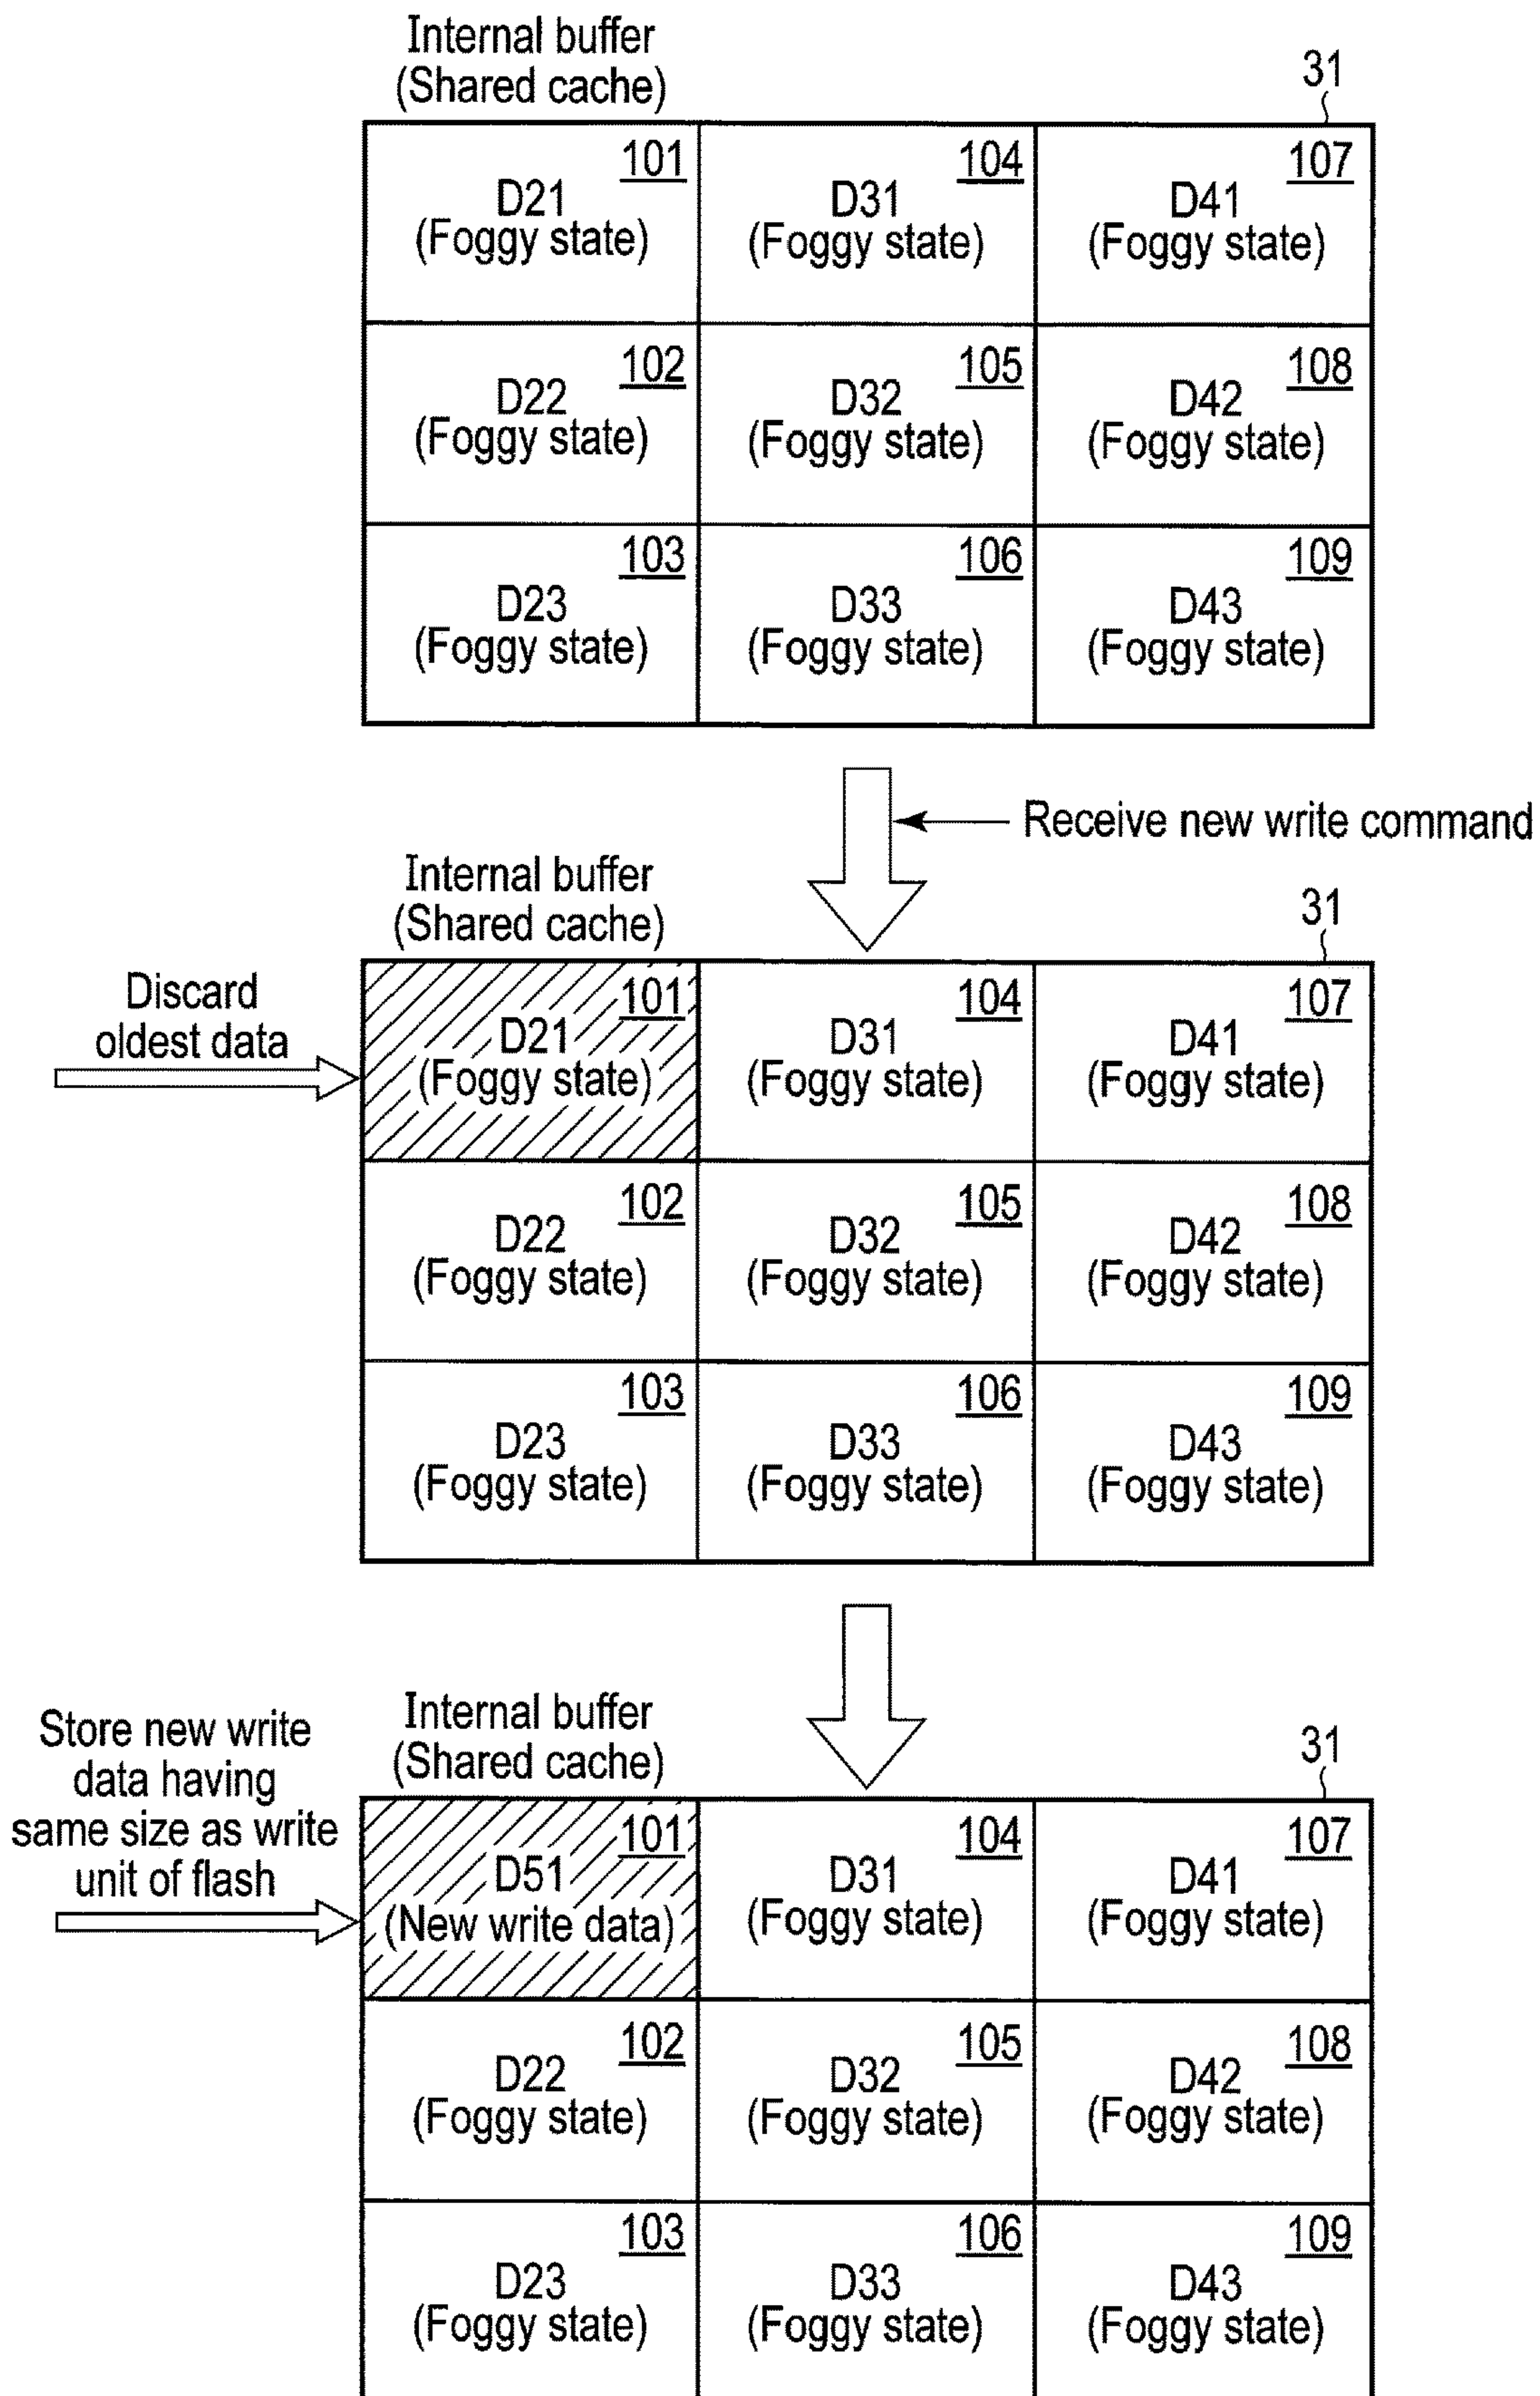 Internal buffer
(Shared cache)
31
101 104 107
D21 D31 D41
(Foggy state) (Foggy state) (Foggy state)
102 105 108
D22 D32 D42
(Foggy state) (Foggy state) (Foggy state)
103 106 109
D23 D33 D43
(Foggy state) (Foggy state) (Foggy state)
Receive new write command
Internal buffer
(Shared cache)
31
Discard
oldest data
101 104 107
D21 D31 D41
(Foggy state) (Foggy state) (Foggy state)
102 105 108
D22 D32 D42
(Foggy state) (Foggy state) (Foggy state)
103 106 109
D23 D33 D43
(Foggy state) (Foggy state) (Foggy state)
Internal buffer
(Shared cache)
31
Store new write
data having
same size as write
unit of flash
101 104 107
D51 D31 D41
(New write data) (Foggy state) (Foggy state)
102 105 108
D22 D32 D42
(Foggy state) (Foggy state) (Foggy state)
103 106 109
D23 D33 D43
(Foggy state) (Foggy state) (Foggy state)